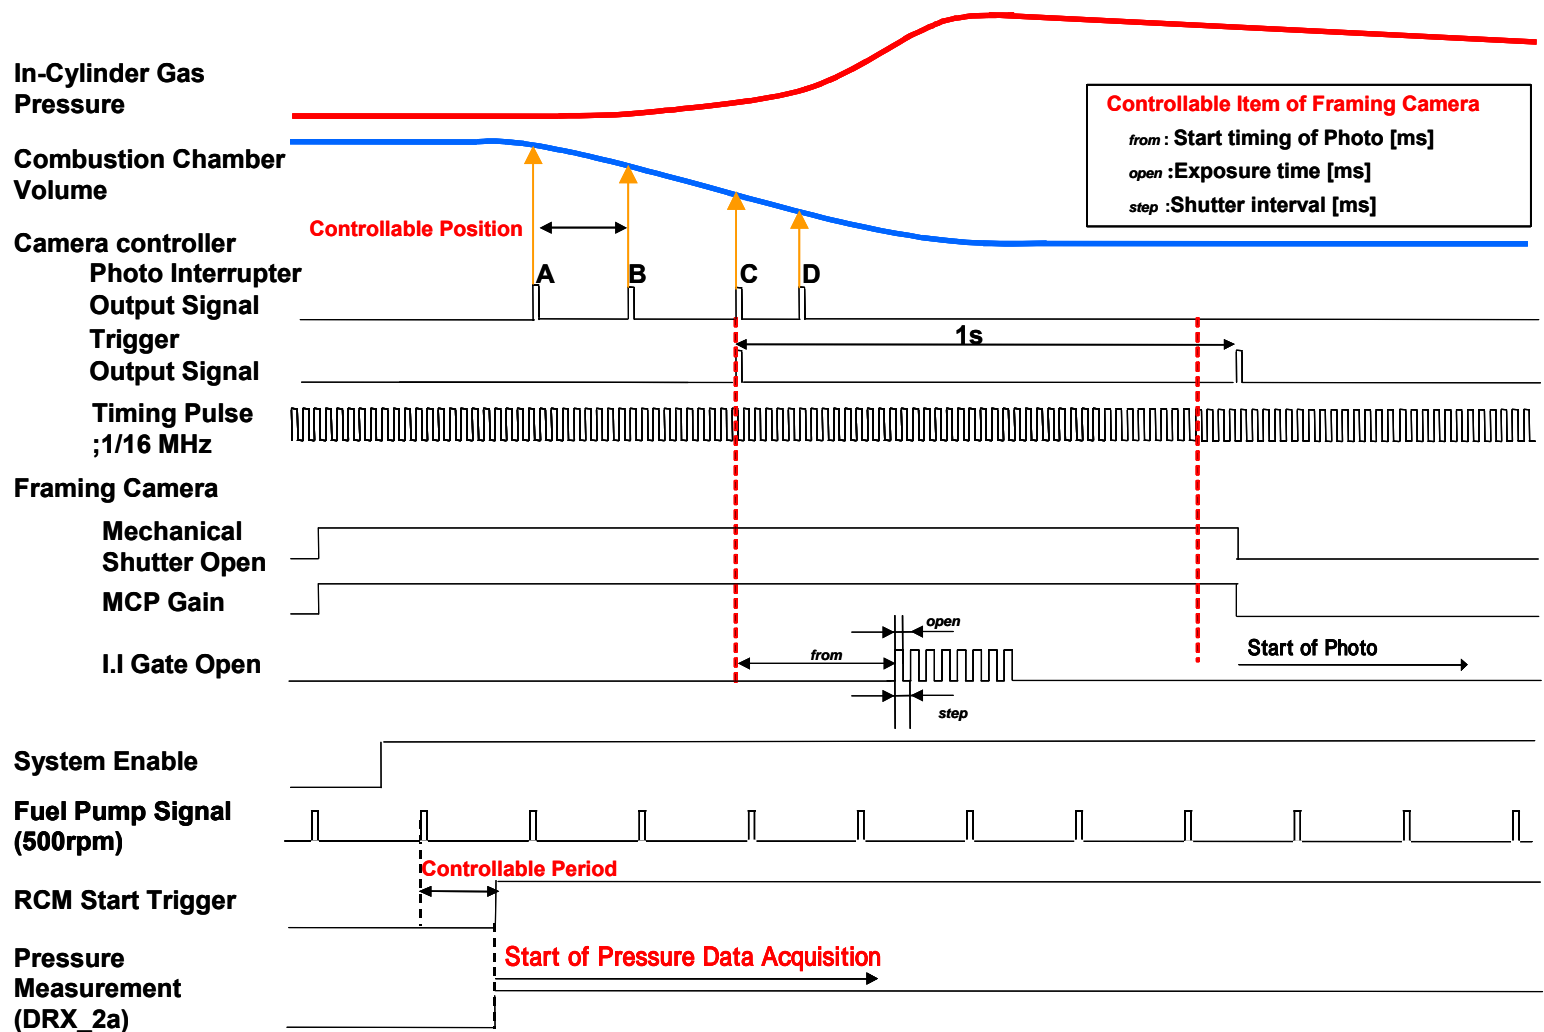 In-Cylinder Gas
Pressure
Controllable Item of Framing Camera
from : Start timing of Photo [ms]
open :Exposure time [ms]
step :Shutter interval [ms]
Combustion Chamber
Volume
Controllable Position
Camera controller
Photo Interrupter
Output Signal
A
B
C
D
Trigger
Output Signal
1s
Timing Pulse
;1/16 MHz
Framing Camera
Mechanical
Shutter Open
MCP Gain
I.I Gate Open
open
from
step
Start of Photo
System Enable
Fuel Pump Signal
(500rpm)
Controllable Period
RCM Start Trigger
Pressure
Measurement
(DRX_2a)
Start of Pressure Data Acquisition